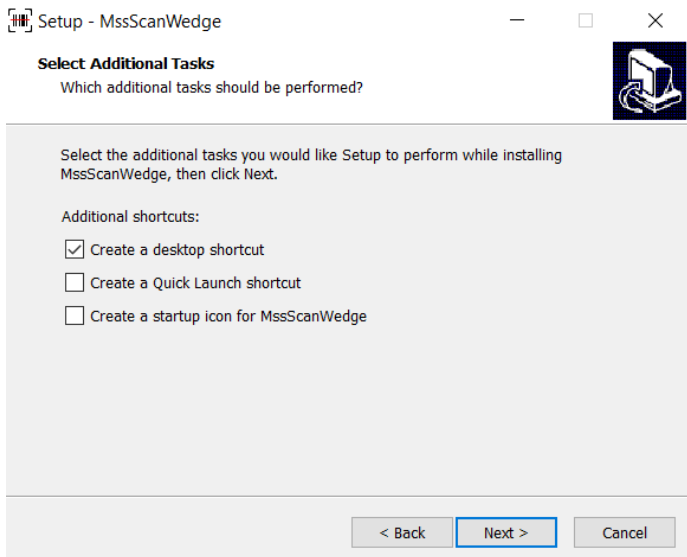 Setup - MssScanWedge
Select Additional Tasks
Which additional tasks should be performed?
Select the additional tasks you would like Setup to perform while installing
MssScanWedge, then click Next.
Additional shortcuts:
Create a desktop shortcut
Create a Quick Launch shortcut
Create a startup icon for MssScanWedge
< Back
Next >
Cancel